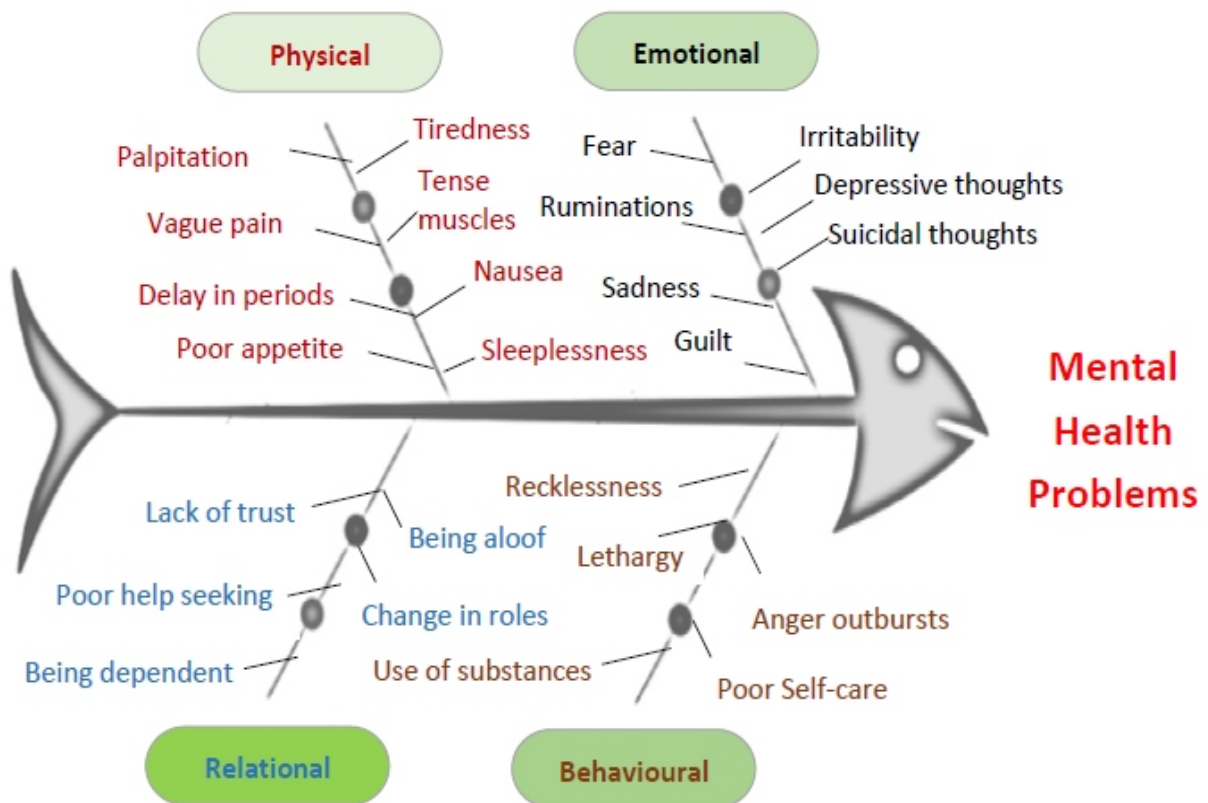 Physical
Emotional
Palpitation
Tiredness
Vague pain
Tense
muscles
Delay in periods
Nausea
Poor appetite
Sleeplessness
Fear
Irritability
Ruminations
Depressive thoughts
Suicidal thoughts
Sadness
Guilt
Mental
Health
Problems
Lack of trust
Being aloof
Poor help seeking
Change in roles
Being dependent
Recklessness
Lethargy
Anger outbursts
Use of substances
Poor Self-care
Relational
Behavioural